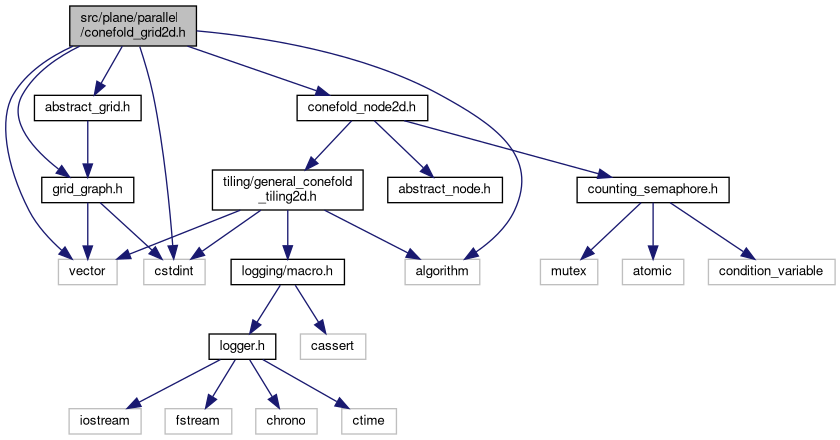 src/plane/parallel
/conefold_grid2d.h
abstract_grid.h
conefold_node2d.h
grid_graph.h
tiling/general_conefold
_tiling2d.h
abstract_node.h
counting_semaphore.h
vector
cstdint
logging/macro.h
algorithm
mutex
atomic
condition_variable
logger.h
cassert
iostream
fstream
chrono
ctime